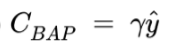 C_{BAP} = γŷ